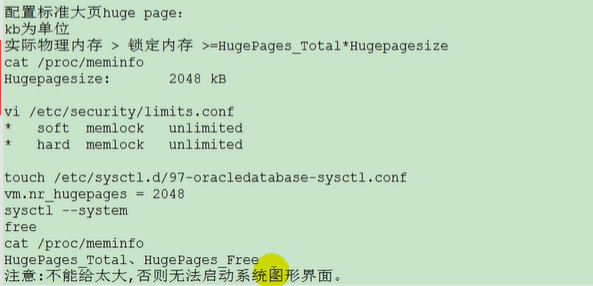 配置标准大页huge page:
kb为单位
实际物理内存 > 锁定内存 >=HugePages_Total*Hugepagesize
cat /proc/meminfo
Hugepagesize:       2048 kB
vi /etc/security/limits.conf
*   soft  memlock   unlimited
*   hard  memlock   unlimited
touch /etc/sysctl.d/97-oracledatabase-sysctl.conf
vm.nr_hugepages = 2048
sysctl --system
free
cat /proc/meminfo
HugePages_Total、HugePages_Free
注意:不能给太大,否则无法启动系统图形界面。